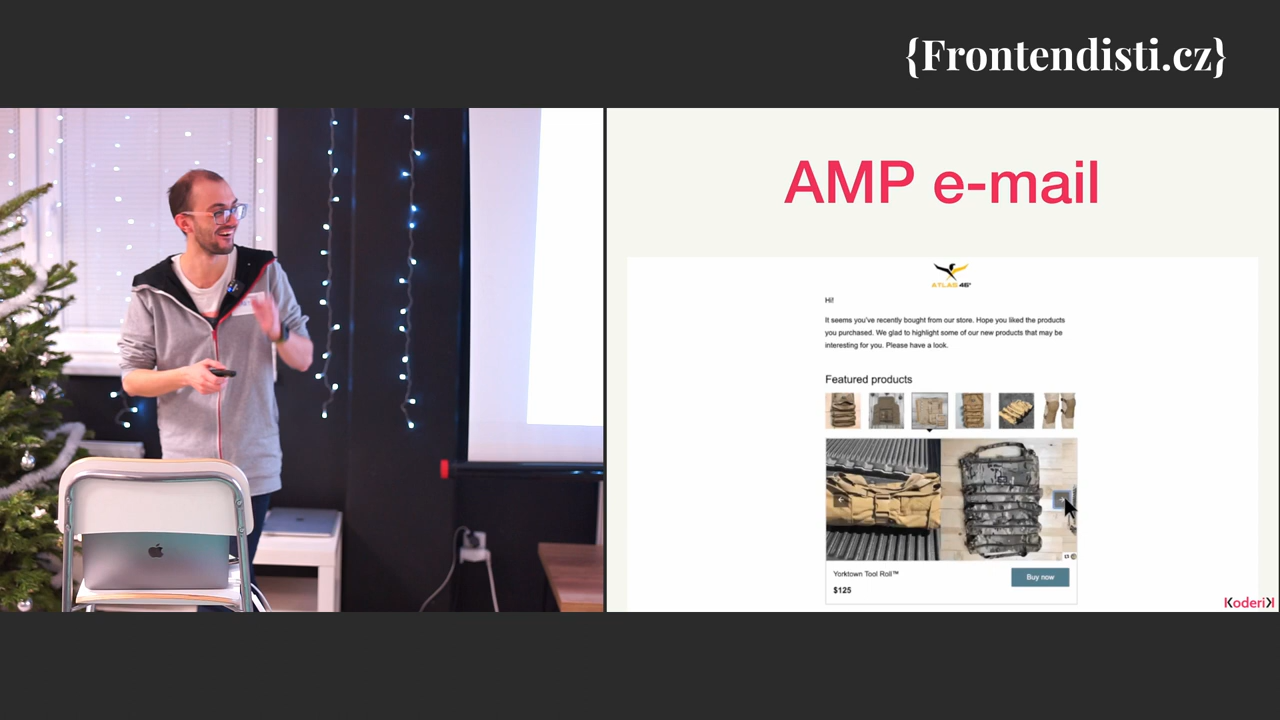 {Frontendisti.cz}
AMP e-mail
ATLAS 46
Hi!
It seems you've recently bought from our store. Hope you liked the products
you purchased. We glad to highlight some of our new products that may be
interesting for you. Please have a look.
Featured products
Yorktown Tool Roll™
Buy now
$125
Koderik